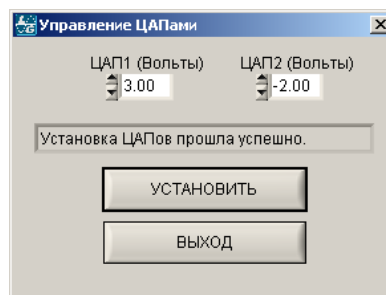 Управление ЦАПами
ЦАП1 (Вольты) ЦАП2 (Вольты)
3.00 -2.00
Установка ЦАПов прошла успешно.
УСТАНОВИТЬ
ВЫХОД